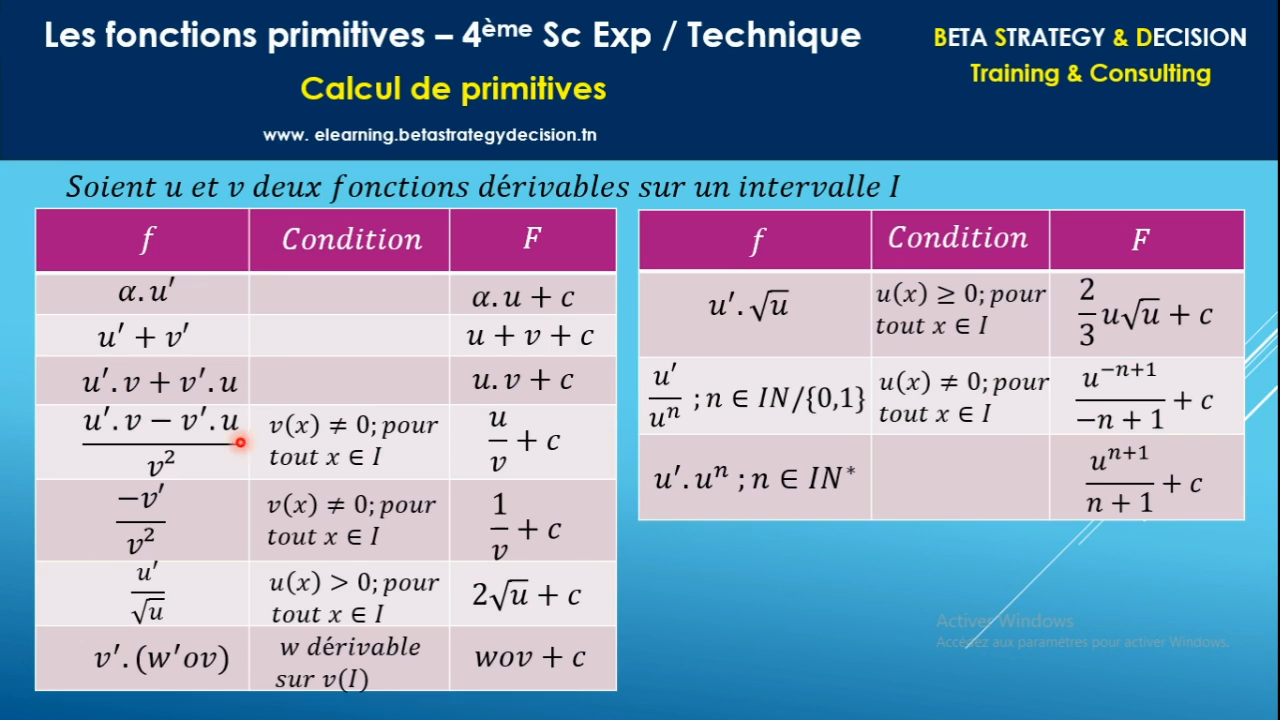 Les fonctions primitives – 4ème Sc Exp / Technique
BETA STRATEGY & DECISION
Training & Consulting
Calcul de primitives
www. elearning.betastrategydecision.tn
Soient u et v deux fonctions dérivables sur un intervalle I
f Condition F
α.u′ α.u + c
u′ + v′ u + v + c
u′.v + v′.u u.v + c
(u′.v − v′.u)/v² v(x) ≠ 0; pour tout x ∈ I u/v + c
−v′/v² v(x) ≠ 0; pour tout x ∈ I 1/v + c
u′/√u u(x) > 0; pour tout x ∈ I 2√u + c
v′.(w′ov) w dérivable sur v(I) wov + c
f Condition F
u′.√u u(x) ≥ 0; pour tout x ∈ I 2/3 u√u + c
u′/uⁿ ; n ∈ IN/{0,1} u(x) ≠ 0; pour tout x ∈ I u⁻ⁿ⁺¹/(−n + 1) + c
u′.uⁿ ; n ∈ IN* uⁿ⁺¹/(n + 1) + c
Activer Windows
Accédez aux paramètres pour activer Windows.